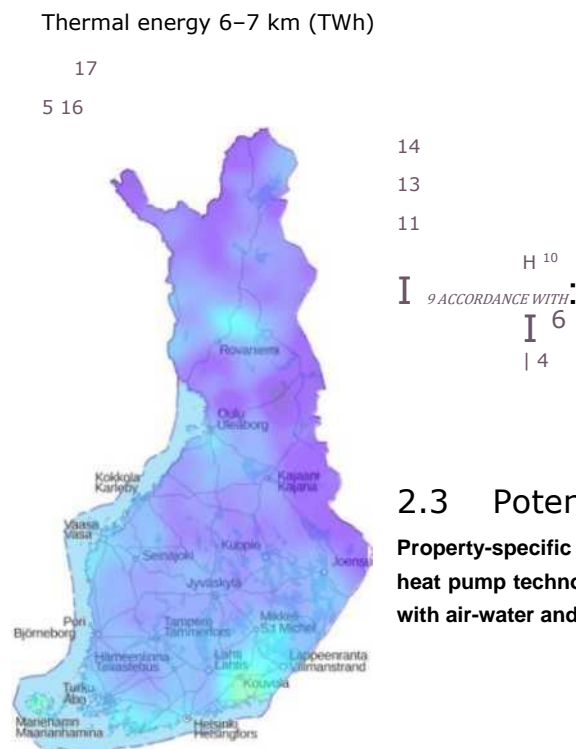 Thermal energy 6–7 km (TWh)
17
5 16
14
13
11
H 10
I 9 ACCORDANCE WITH:
I 6
| 4
Rovaniemi
Oulu
Uleåborg
Kokkola
Karleby
Kajaani
Kajana
Vaasa
Vasa
Seinäjoki
Kuopio
Joensu
Jyväskylä
Pori
Björneborg
Tampere
Tammerfors
Mikkeli
S:t Michel
Hämeenlinna
Tavastehus
Lahti
Lahtis
Lappeenranta
Villmanstrand
Kouvola
Turku
Åbo
Mariehamn
Maarianhamina
Helsinki
Helsingfors
2.3 Poten
Property-specific
heat pump techno
with air-water and